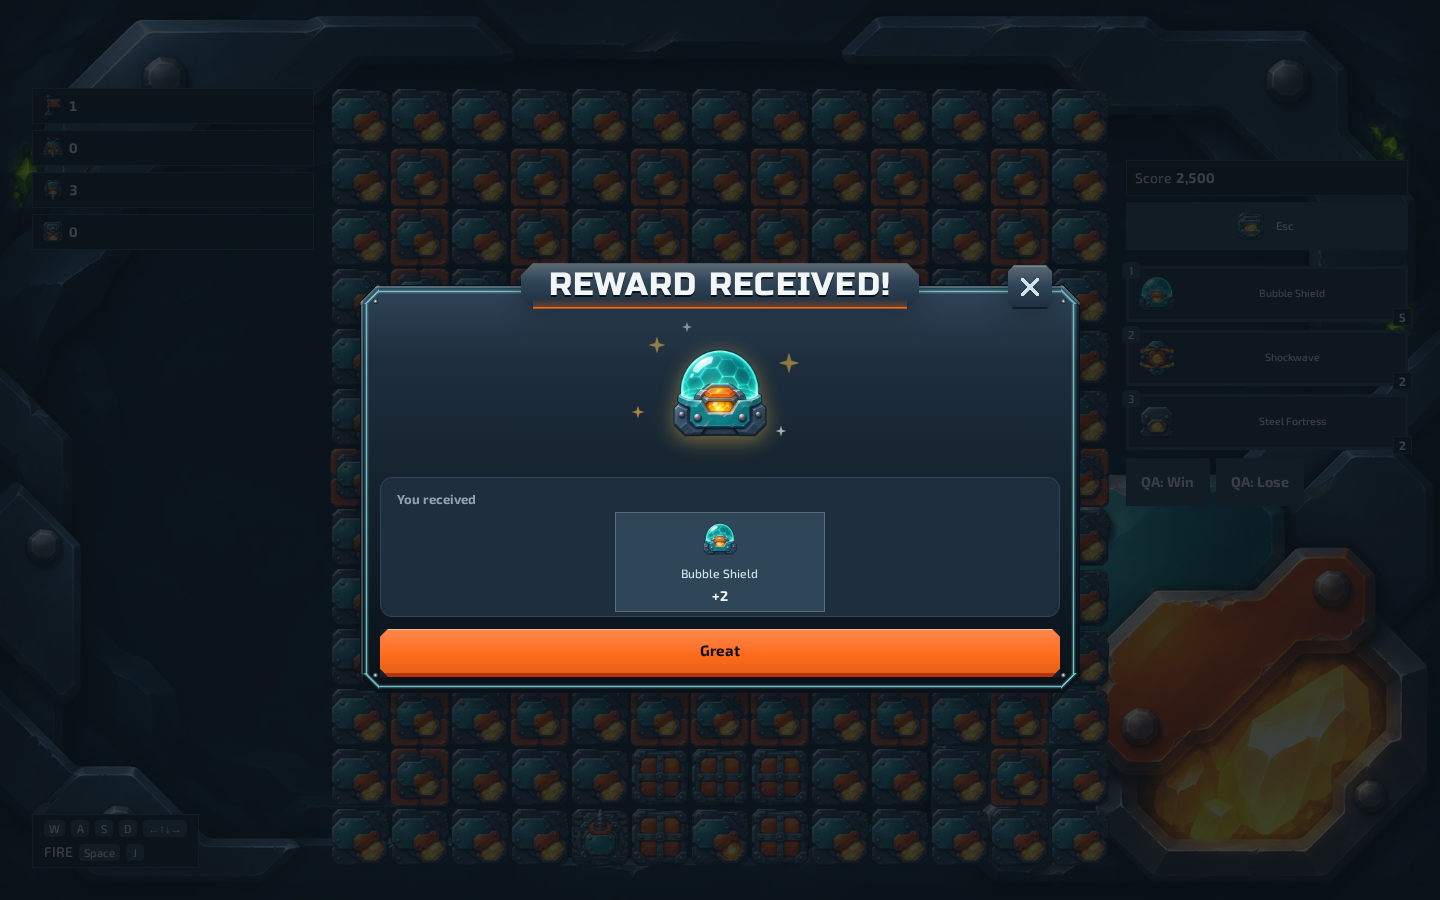 1
0
3
0
Score 2,500
Esc
1
Bubble Shield
5
2
Shockwave
2
3
Steel Fortress
2
QA: Win QA: Lose
REWARD RECEIVED!
You received
Bubble Shield
+2
Great
W A S D ←↑↓→
FIRE Space J